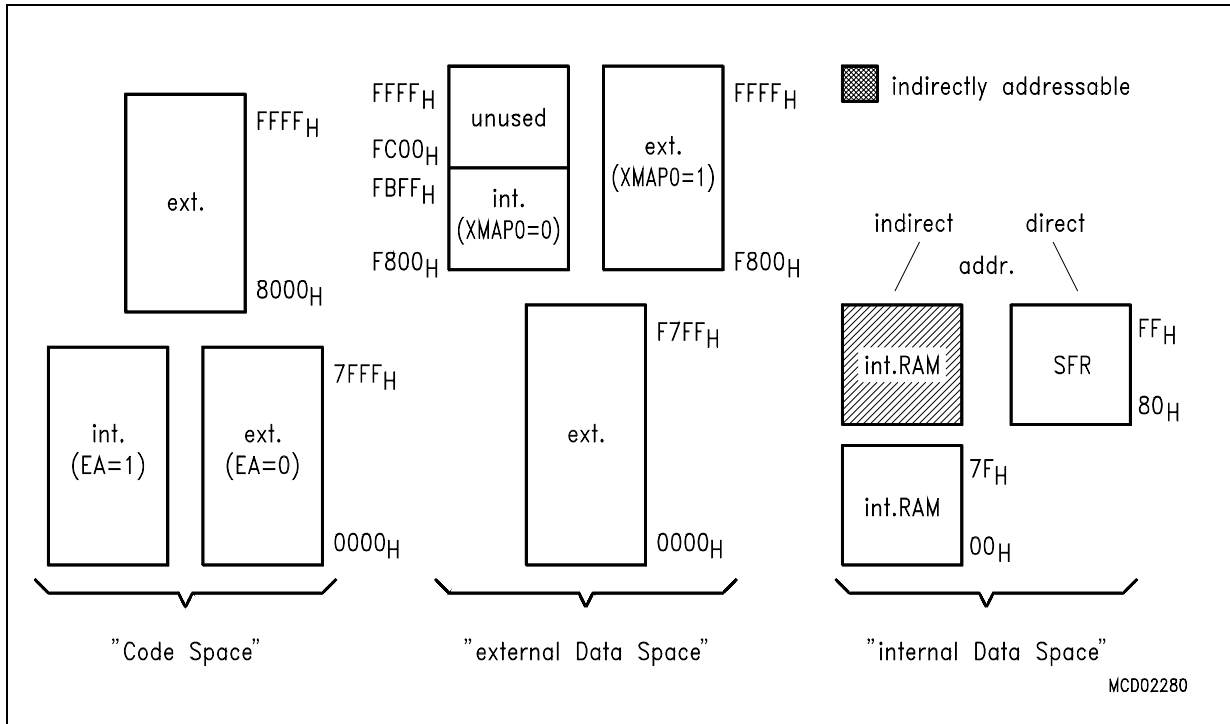 FFFFH
ext.
8000H
int.
(EA=1)
ext.
(EA=0)
7FFFH
0000H
"Code Space"
FFFFH
unused
FC00H
FBFFH
int.
(XMAP0=0)
F800H
ext.
(XMAP0=1)
FFFFH
F800H
ext.
F7FFH
0000H
"external Data Space"
indirectly addressable
indirect
direct
addr.
int.RAM
SFR
FFH
80H
int.RAM
7FH
00H
"internal Data Space"
MCD02280